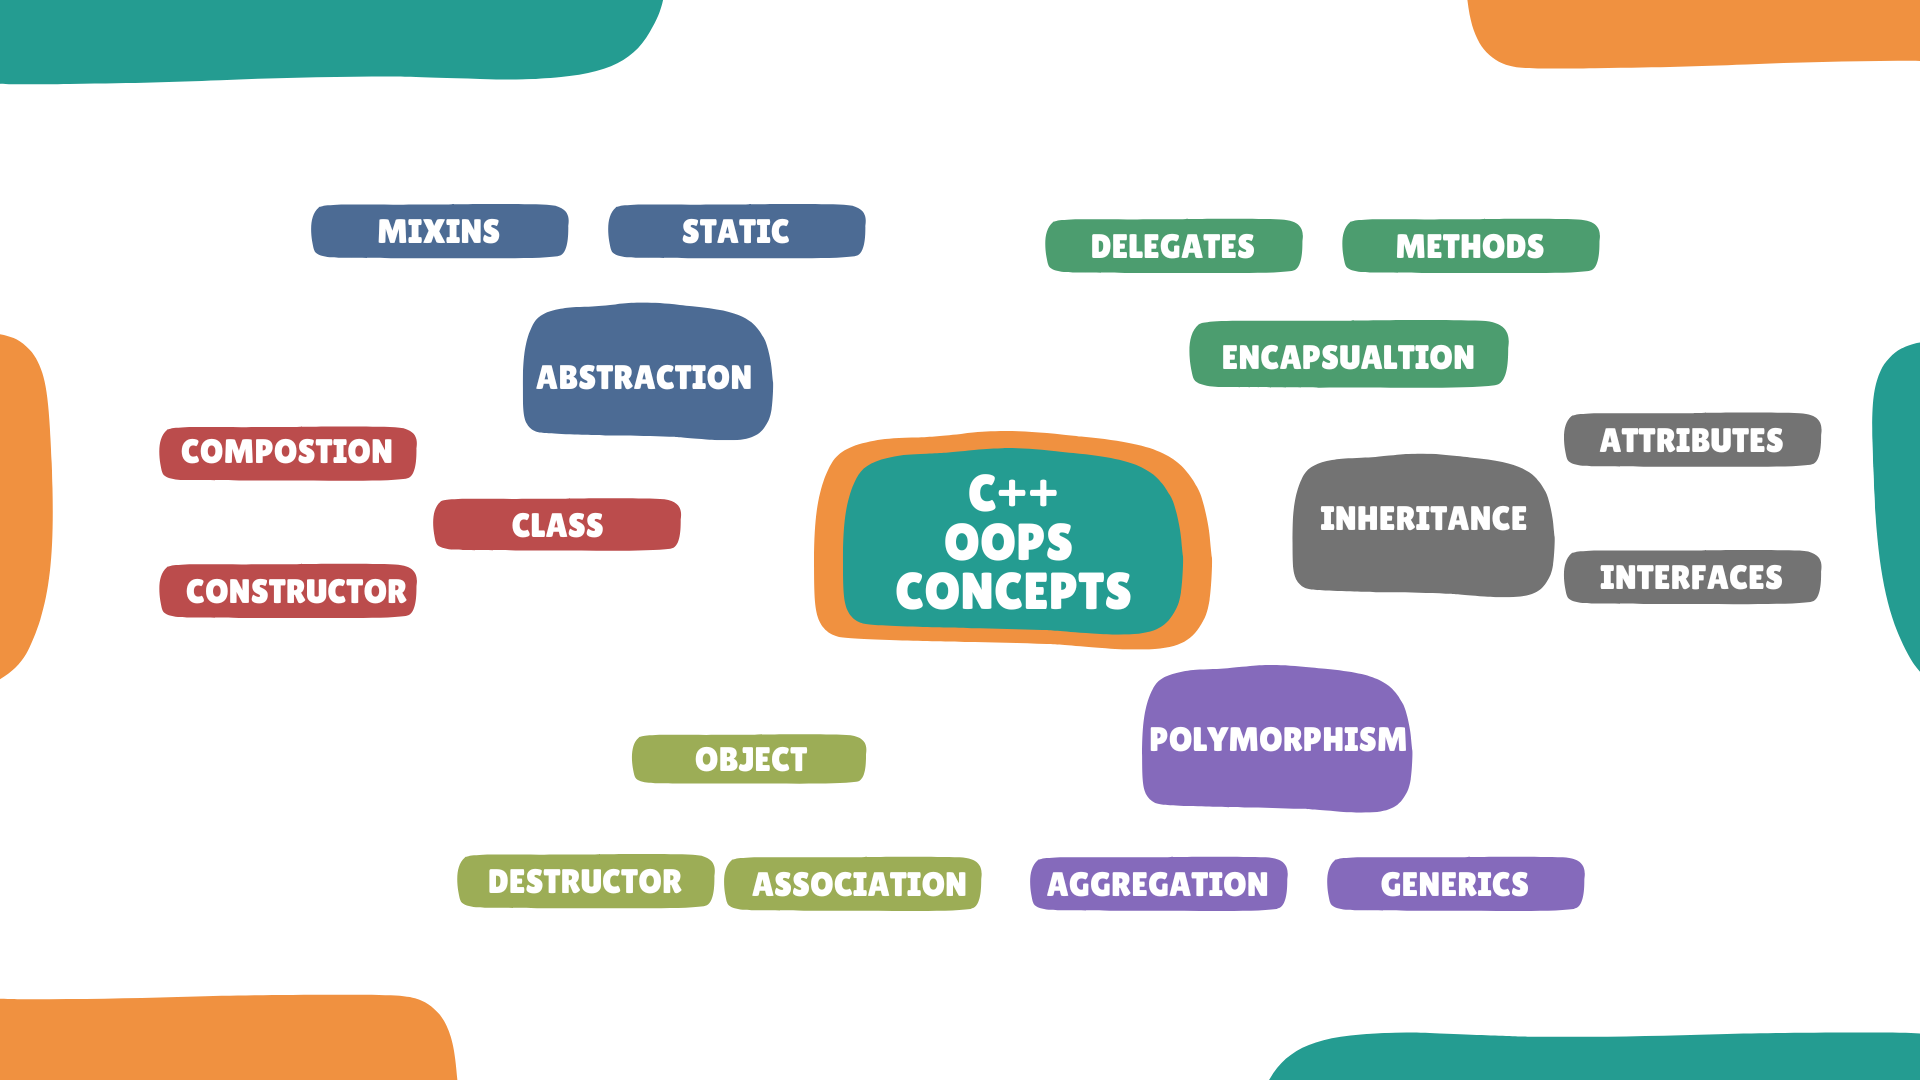 MIXINS
STATIC
DELEGATES
METHODS
ABSTRACTION
ENCAPSUALTION
COMPOSTION
CLASS
CONSTRUCTOR
C++
OOPS
CONCEPTS
INHERITANCE
ATTRIBUTES
INTERFACES
OBJECT
POLYMORPHISM
DESTRUCTOR
ASSOCIATION
AGGREGATION
GENERICS